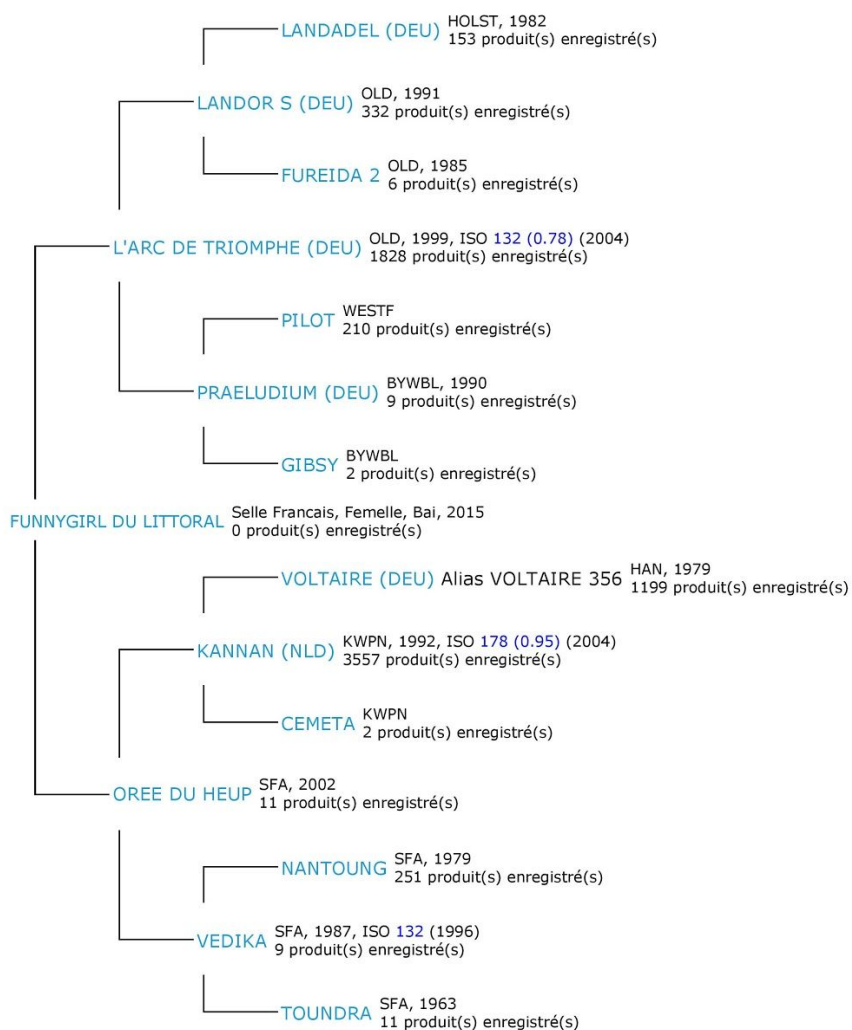 LANDADEL (DEU) HOLST, 1982
153 produit(s) enregistré(s)
LANDOR S (DEU) OLD, 1991
332 produit(s) enregistré(s)
FUREIDA 2 OLD, 1985
6 produit(s) enregistré(s)
L'ARC DE TRIOMPHE (DEU) OLD, 1999, ISO 132 (0.78) (2004)
1828 produit(s) enregistré(s)
PILOT WESTF
210 produit(s) enregistré(s)
PRAELUDIUM (DEU) BYWBL, 1990
9 produit(s) enregistré(s)
GIBSY BYWBL
2 produit(s) enregistré(s)
FUNNYGIRL DU LITTORAL Selle Francais, Femelle, Bai, 2015
0 produit(s) enregistré(s)
VOLTAIRE (DEU) Alias VOLTAIRE 356 HAN, 1979
1199 produit(s) enregistré(s)
KANNAN (NLD) KWPN, 1992, ISO 178 (0.95) (2004)
3557 produit(s) enregistré(s)
CEMETA KWPN
2 produit(s) enregistré(s)
OREE DU HEUP SFA, 2002
11 produit(s) enregistré(s)
NANTOUNG SFA, 1979
251 produit(s) enregistré(s)
VEDIKA SFA, 1987, ISO 132 (1996)
9 produit(s) enregistré(s)
TOUNDRA SFA, 1963
11 produit(s) enregistré(s)